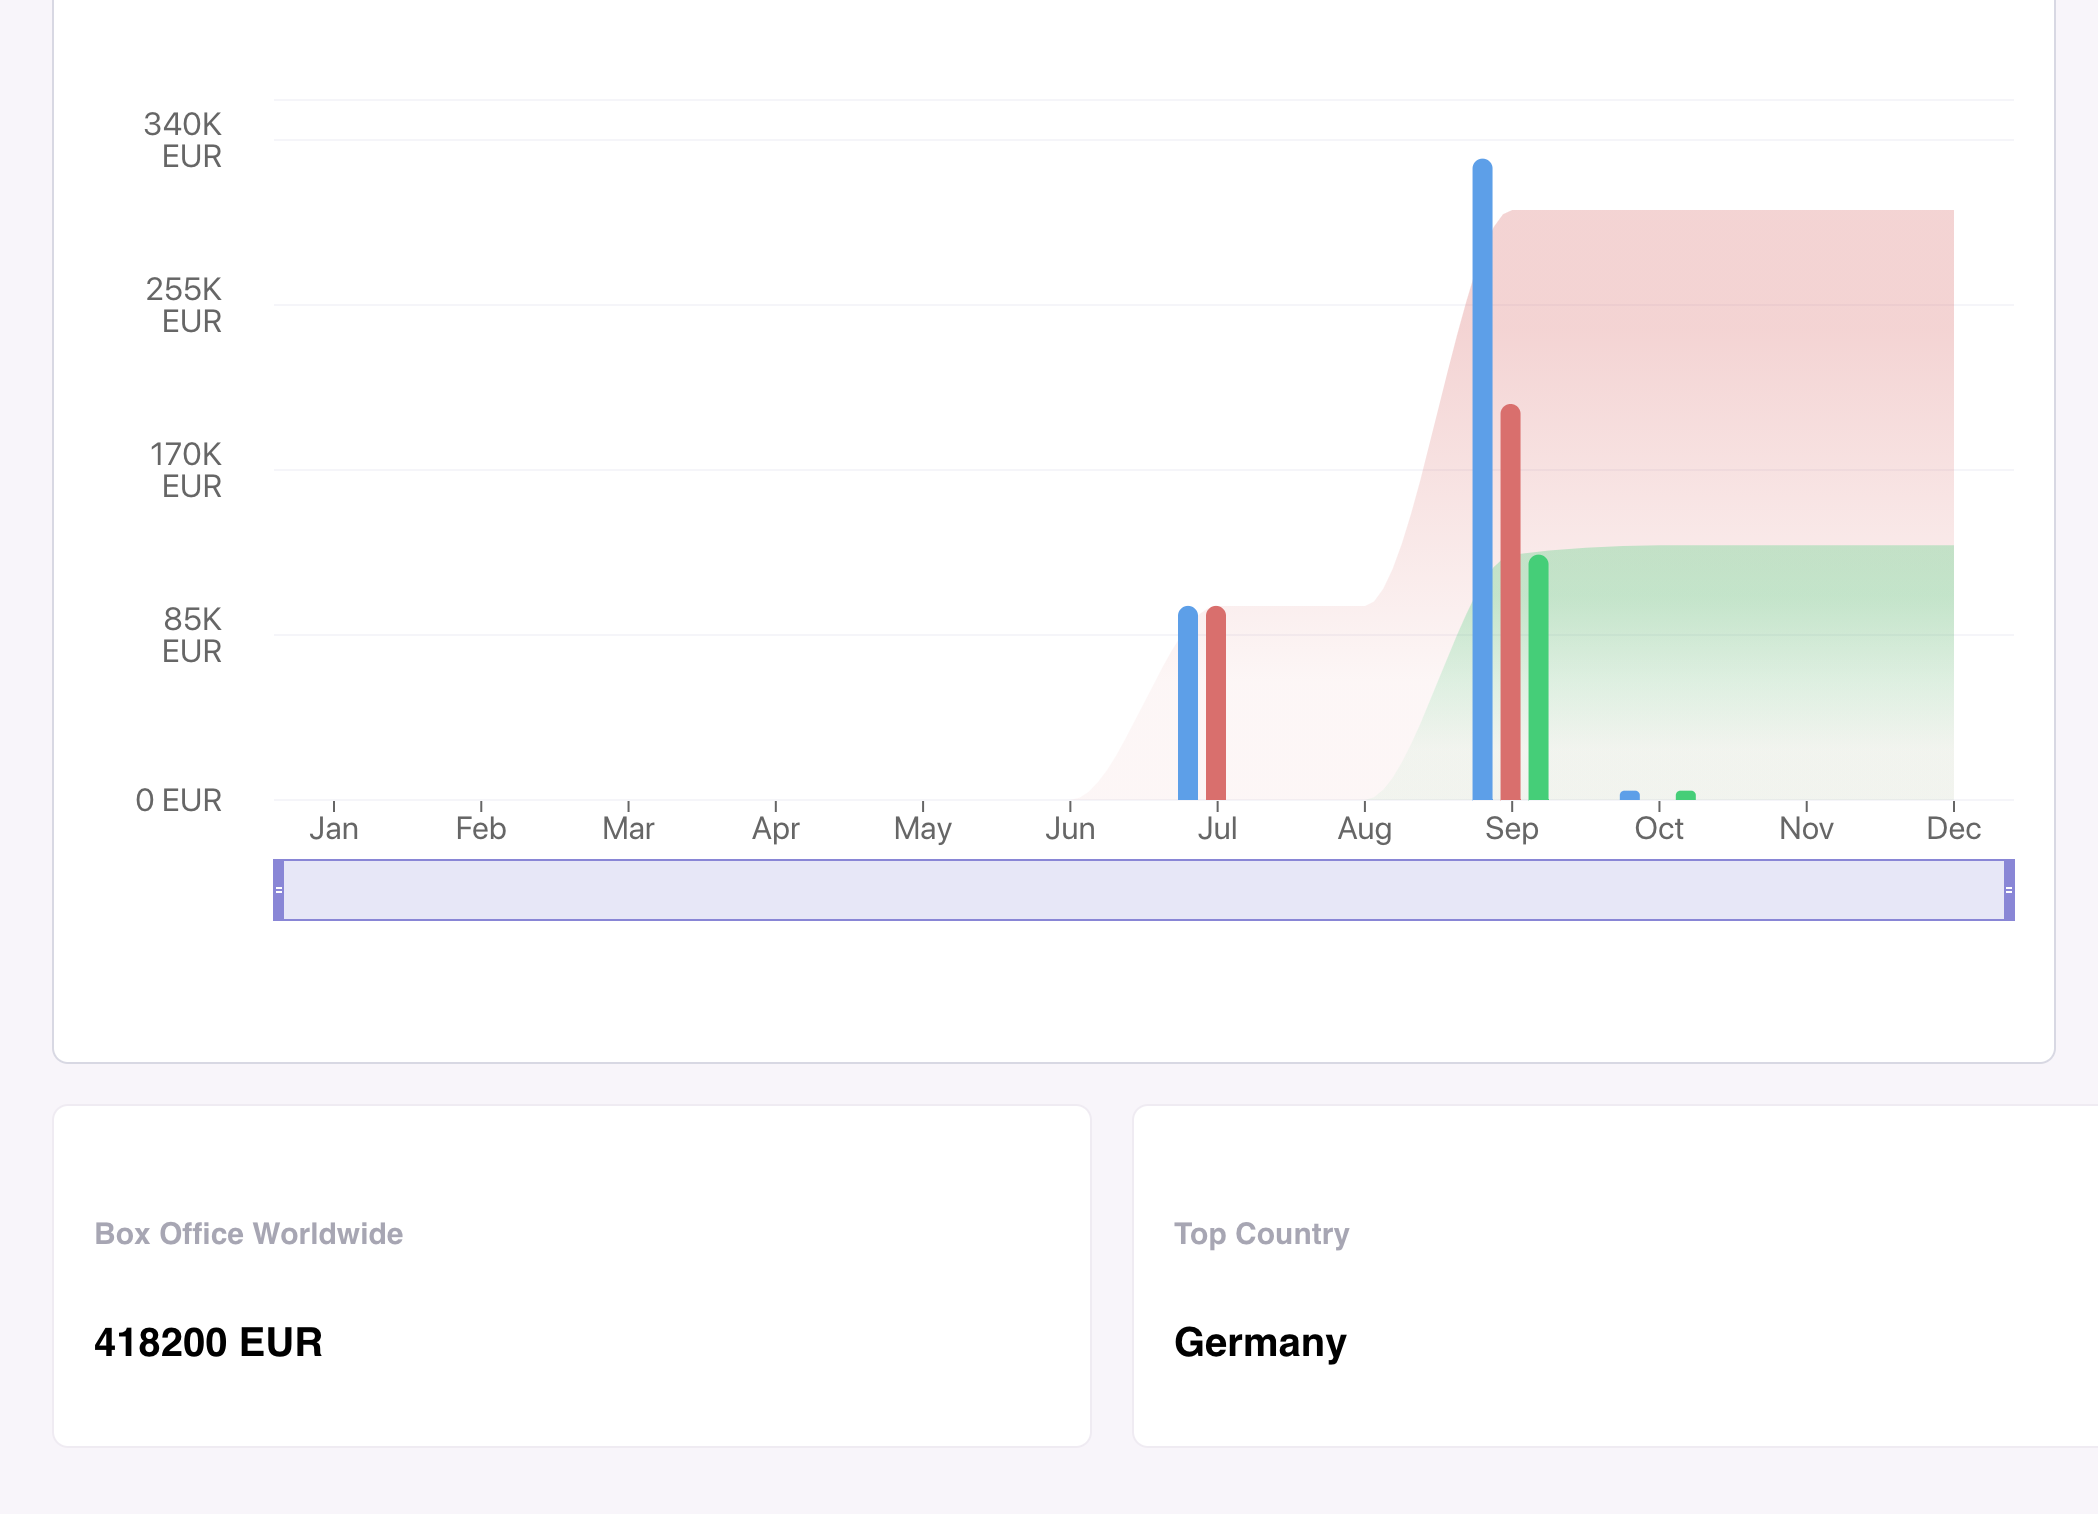 340K
EUR
255K
EUR
170K
EUR
85K
EUR
0 EUR
Jan Feb Mar Apr May Jun Jul Aug Sep Oct Nov Dec
Box Office Worldwide
418200 EUR
Top Country
Germany